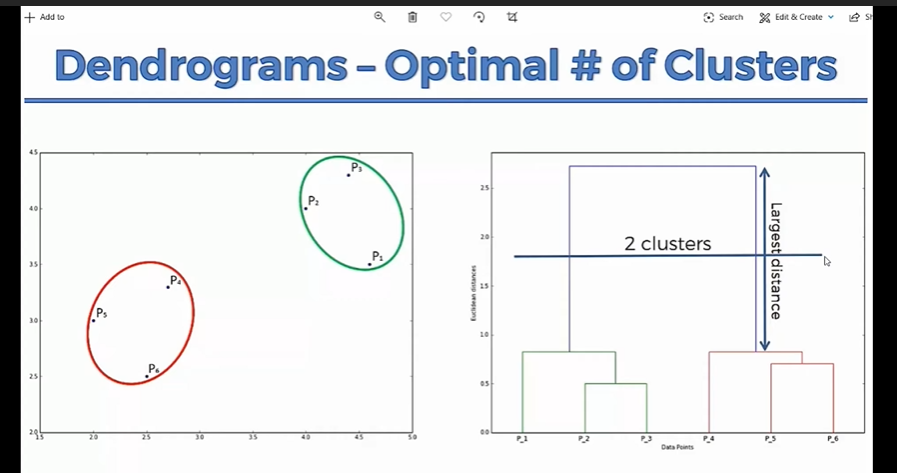 Add to
Search
Edit & Create
Sh
Dendrograms – Optimal # of Clusters
4.5
4.0
3.5
3.0
2.5
2.0
1.5
2.0
2.5
3.0
3.5
4.0
4.5
5.0
P3
P2
P1
P4
P5
P6
2.5
2.0
1.5
1.0
0.5
0.0
Euclidean distances
2 clusters
Largest distance
P_1
P_2
P_3
P_4
P_5
P_6
Data Points